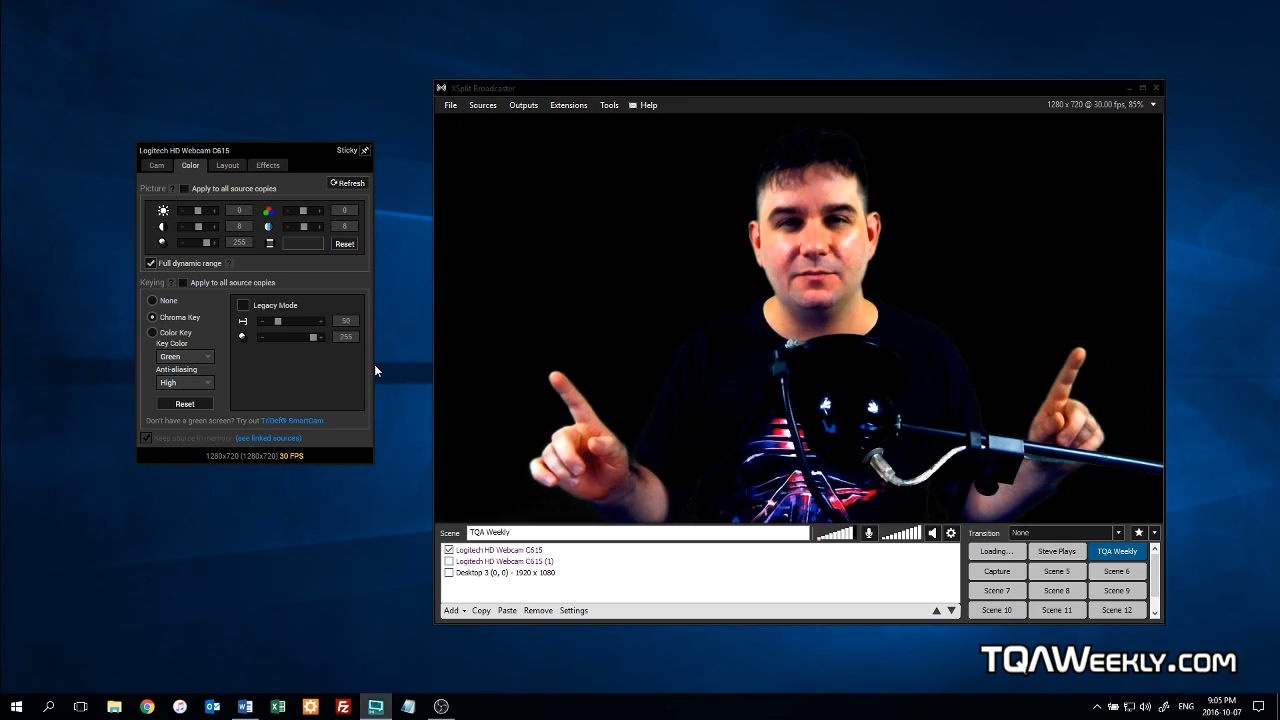 XSplit Broadcaster
File Sources Outputs Extensions Tools Help 1280 x 720 @ 30.00 fps, 85%
Logitech HD Webcam C615 Sticky
Cam Color Layout Effects
Picture ? Apply to all source copies Refresh
0 0
8 8
255 Reset
Full dynamic range ?
Keying ? Apply to all source copies
None
Legacy Mode
Chroma Key
50
Color Key
255
Key Color
Green
Anti-aliasing
High
Reset
Don't have a green screen? Try out TriDef® SmartCam
Keep source in memory (see linked sources)
1280x720 (1280x720) 30 FPS
Scene TQA Weekly Transition None
Logitech HD Webcam C615
Logitech HD Webcam C615 (1)
Desktop 3 (0, 0) - 1920 x 1080
Add Copy Paste Remove Settings
Loading... Steve Plays TQA Weekly
Capture Scene 5 Scene 6
Scene 7 Scene 8 Scene 9
Scene 10 Scene 11 Scene 12
TQAWeekly.com
ENG 9:05 PM
2016-10-07